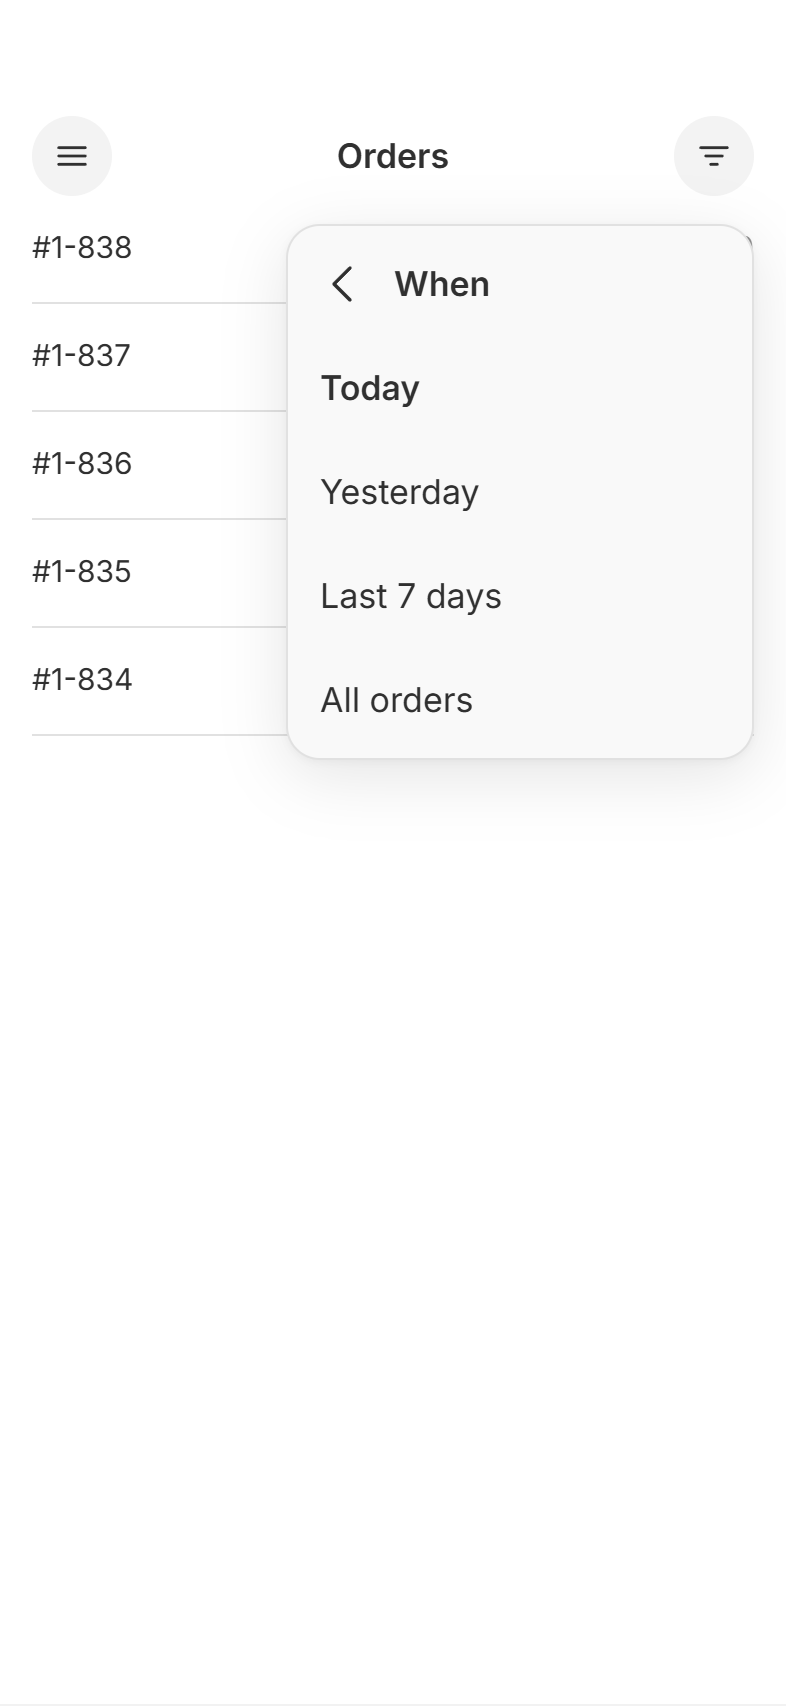 Orders
#1-838
#1-837
#1-836
#1-835
#1-834
When
Today
Yesterday
Last 7 days
All orders